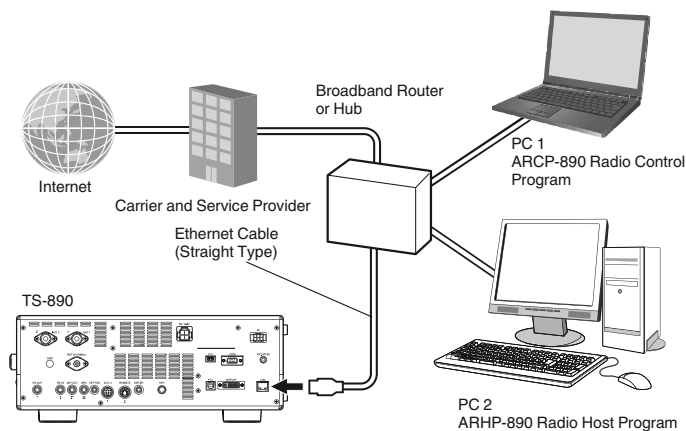 Broadband Router
or Hub
Internet
Carrier and Service Provider
PC 1
ARCP-890 Radio Control
Program
Ethernet Cable
(Straight Type)
TS-890
PC 2
ARHP-890 Radio Host Program